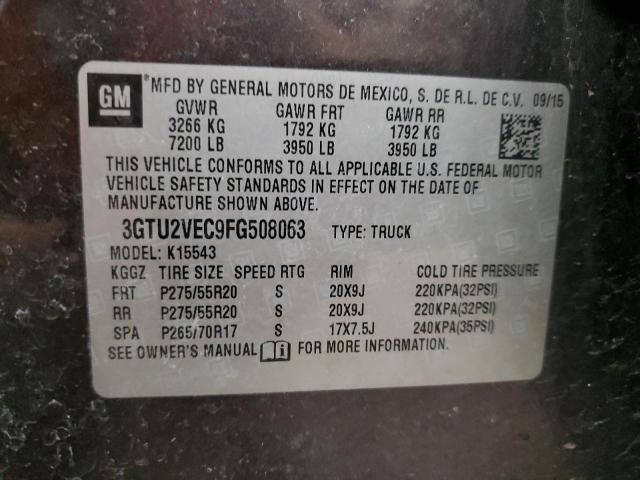 GM ® MFD BY GENERAL MOTORS DE MEXICO, S. DE R.L. DE C.V. 09/15
GVWR GAWR FRT GAWR RR
3266 KG 1792 KG 1792 KG
7200 LB 3950 LB 3950 LB
THIS VEHICLE CONFORMS TO ALL APPLICABLE U.S. FEDERAL MOTOR
VEHICLE SAFETY STANDARDS IN EFFECT ON THE DATE OF
MANUFACTURE SHOWN ABOVE.
3GTU2VEC9FG508063 TYPE: TRUCK
MODEL: K15543
KGGZ TIRE SIZE SPEED RTG RIM COLD TIRE PRESSURE
FRT P275/55R20 S 20X9J 220KPA(32PSI)
RR P275/55R20 S 20X9J 220KPA(32PSI)
SPA P265/70R17 S 17X7.5J 240KPA(35PSI)
SEE OWNER'S MANUAL i FOR MORE INFORMATION.